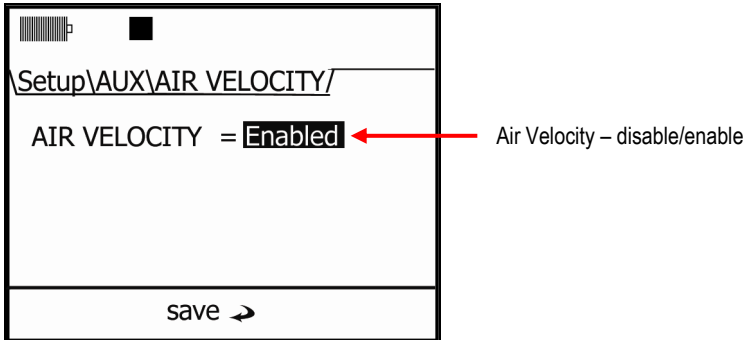 \Setup\AUX\AIR VELOCITY/
AIR VELOCITY = Enabled
Air Velocity – disable/enable
save